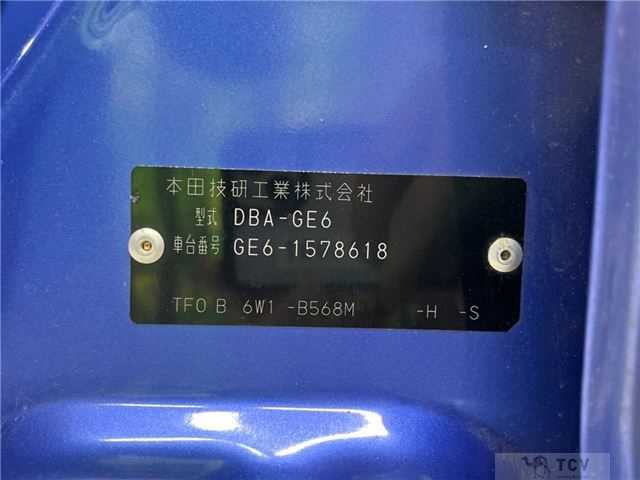 本田技研工業株式会社
型式 DBA-GE6
車台番号 GE6-1578618
TF0 B 6W1 -B568M -H -S
TCV